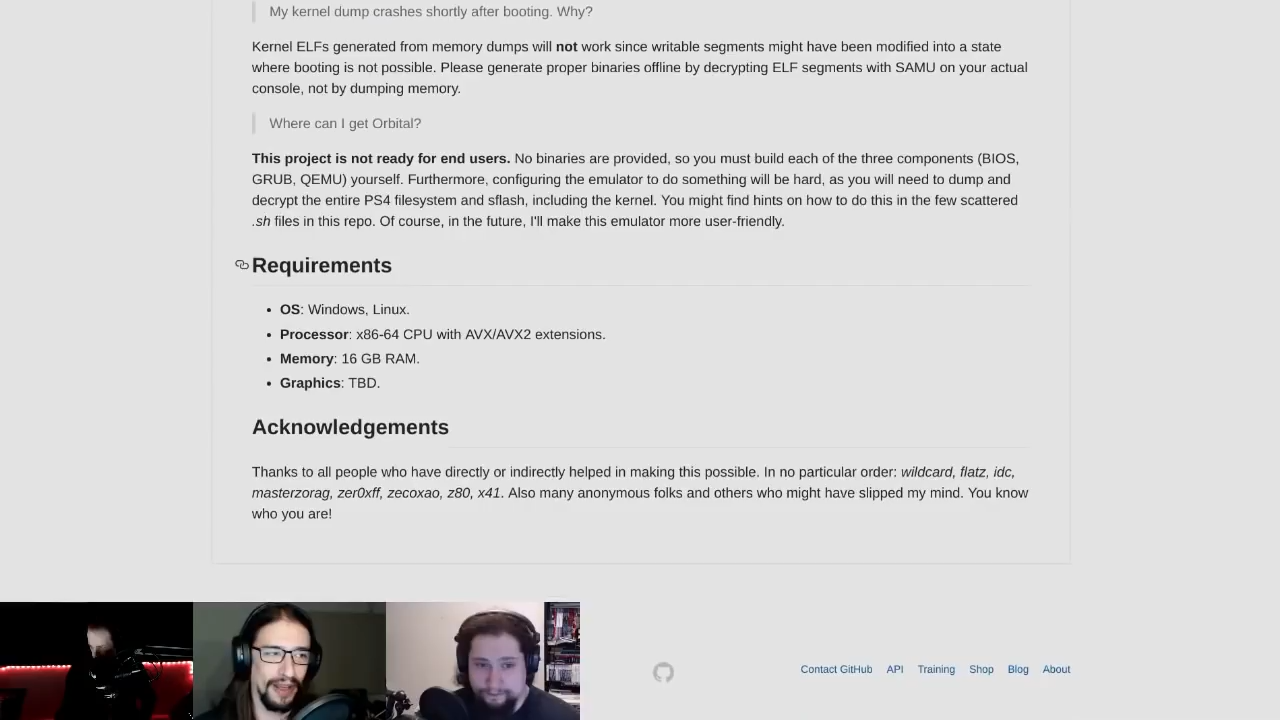 My kernel dump crashes shortly after booting. Why?
Kernel ELFs generated from memory dumps will not work since writable segments might have been modified into a state
where booting is not possible. Please generate proper binaries offline by decrypting ELF segments with SAMU on your actual
console, not by dumping memory.
Where can I get Orbital?
This project is not ready for end users. No binaries are provided, so you must build each of the three components (BIOS,
GRUB, QEMU) yourself. Furthermore, configuring the emulator to do something will be hard, as you will need to dump and
decrypt the entire PS4 filesystem and sflash, including the kernel. You might find hints on how to do this in the few scattered
.sh files in this repo. Of course, in the future, I'll make this emulator more user-friendly.
Requirements
• OS: Windows, Linux.
• Processor: x86-64 CPU with AVX/AVX2 extensions.
• Memory: 16 GB RAM.
• Graphics: TBD.
Acknowledgements
Thanks to all people who have directly or indirectly helped in making this possible. In no particular order: wildcard, flatz, idc,
masterzorag, zer0xff, zecoxao, z80, x41. Also many anonymous folks and others who might have slipped my mind. You know
who you are!
Contact GitHub API Training Shop Blog About